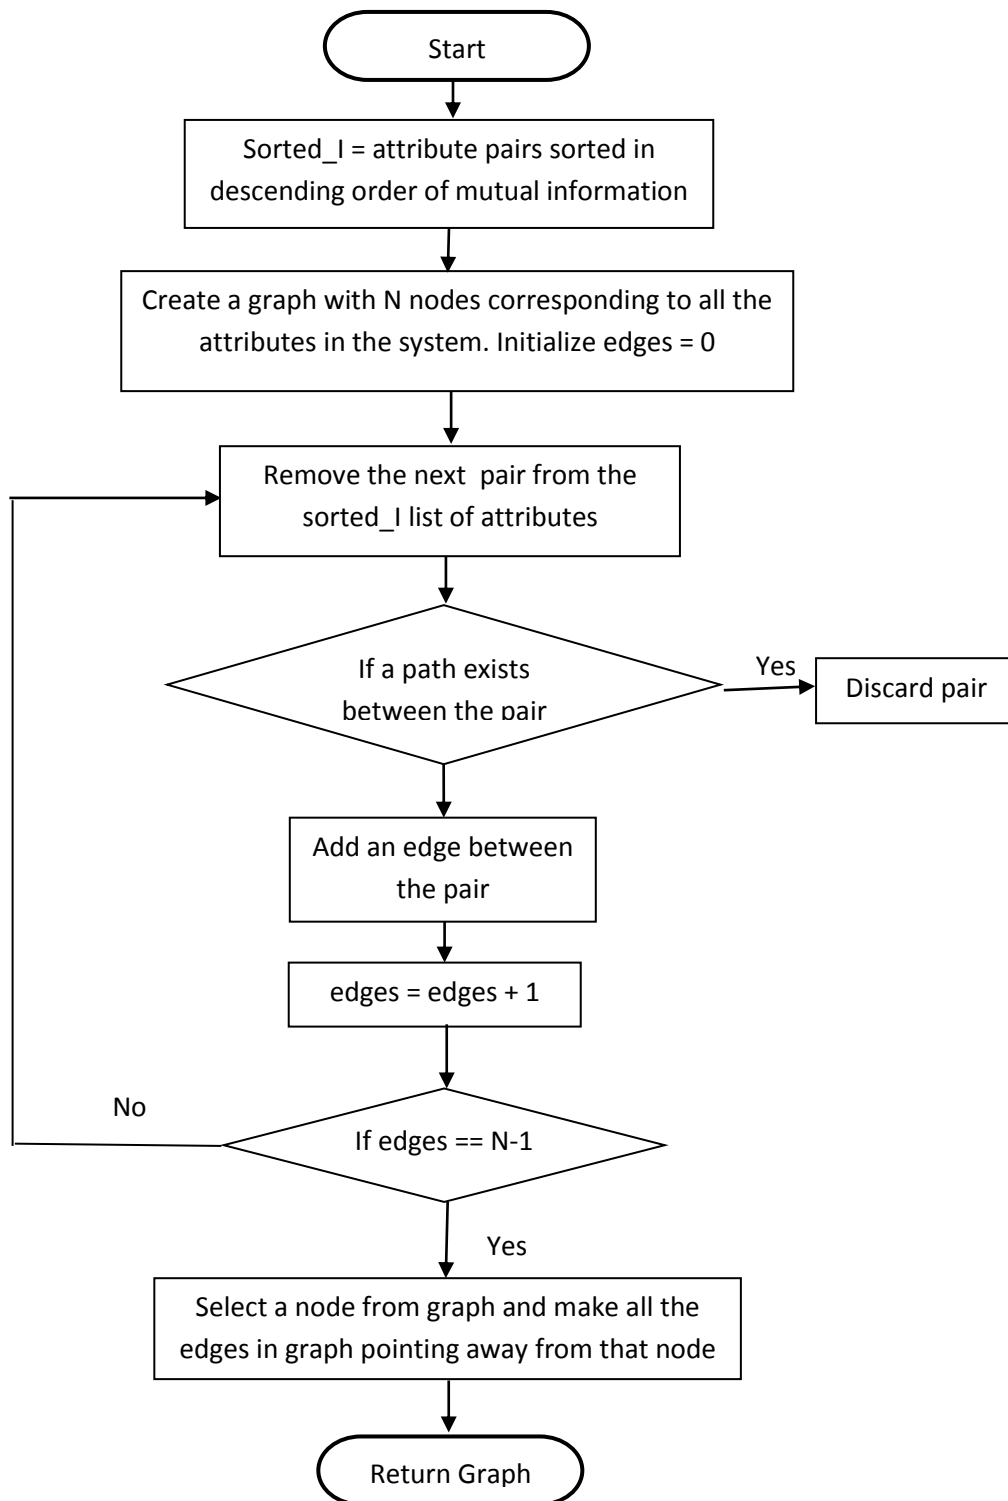 Start
Sorted_I = attribute pairs sorted in
descending order of mutual information
Create a graph with N nodes corresponding to all the
attributes in the system. Initialize edges = 0
Remove the next pair from the
sorted_I list of attributes
If a path exists
between the pair
Yes
Discard pair
Add an edge between
the pair
edges = edges + 1
No
If edges == N-1
Yes
Select a node from graph and make all the
edges in graph pointing away from that node
Return Graph